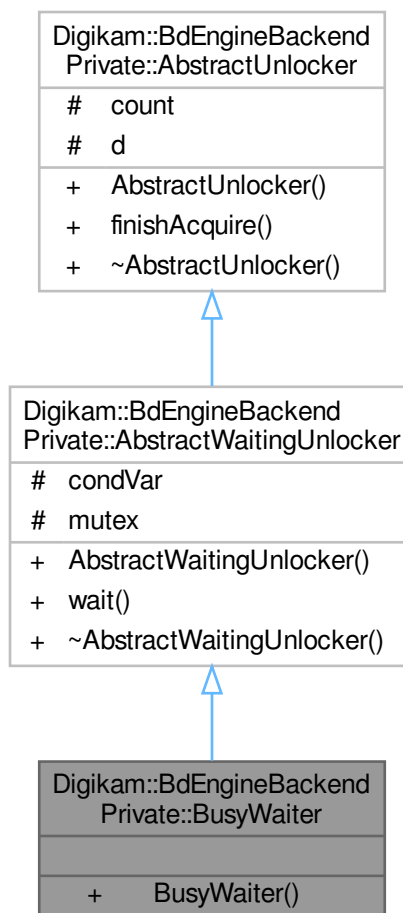 Digikam::BdEngineBackend
Private::AbstractUnlocker
# count
# d
+ AbstractUnlocker()
+ finishAcquire()
+ ~AbstractUnlocker()
Digikam::BdEngineBackend
Private::AbstractWaitingUnlocker
# condVar
# mutex
+ AbstractWaitingUnlocker()
+ wait()
+ ~AbstractWaitingUnlocker()
Digikam::BdEngineBackend
Private::BusyWaiter
+ BusyWaiter()